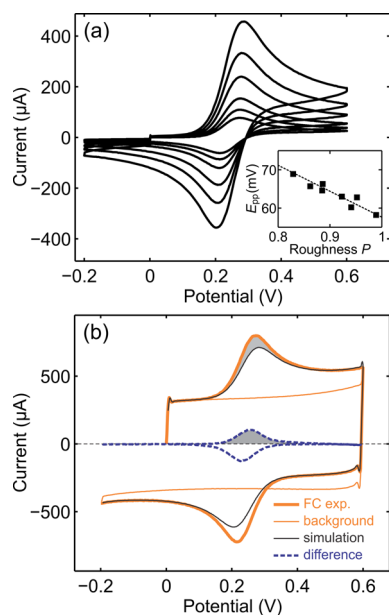 (a)
Current (µA)
400
200
0
−200
−400
−0.2
0
0.2
0.4
0.6
Potential (V)
Epp(mV)
70
60
0.8
0.9
1
Roughness P
(b)
Current (µA)
500
0
−500
−0.2
0
0.2
0.4
0.6
Potential (V)
FC exp.
background
simulation
difference